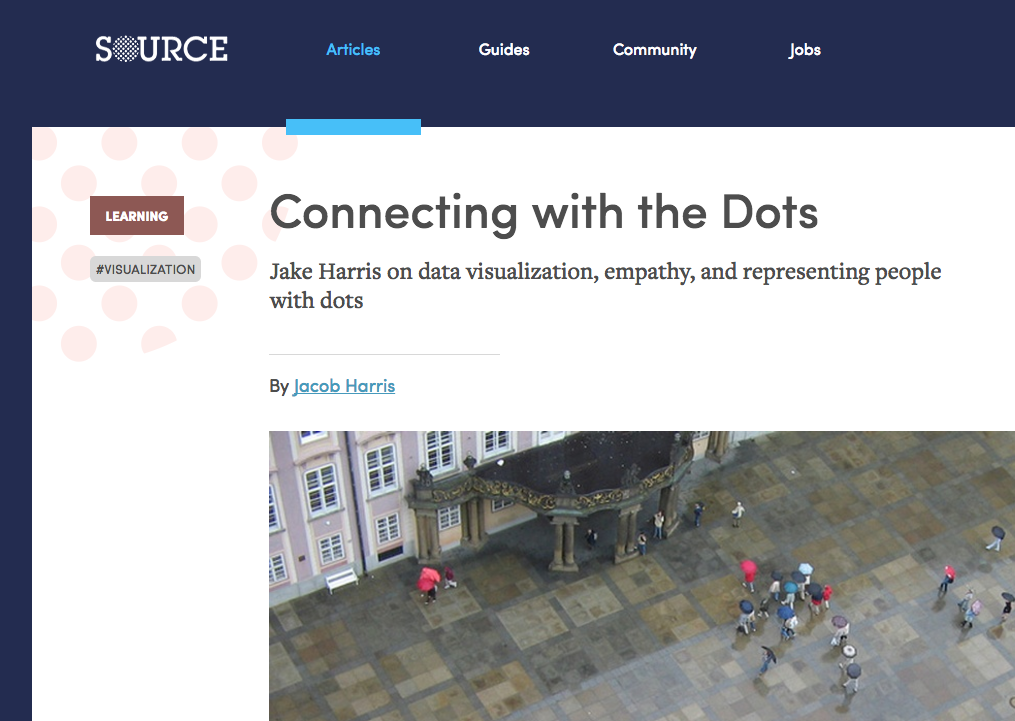 SOURCE
Articles
Guides
Community
Jobs
LEARNING
#VISUALIZATION
Connecting with the Dots
Jake Harris on data visualization, empathy, and representing people
with dots
By Jacob Harris